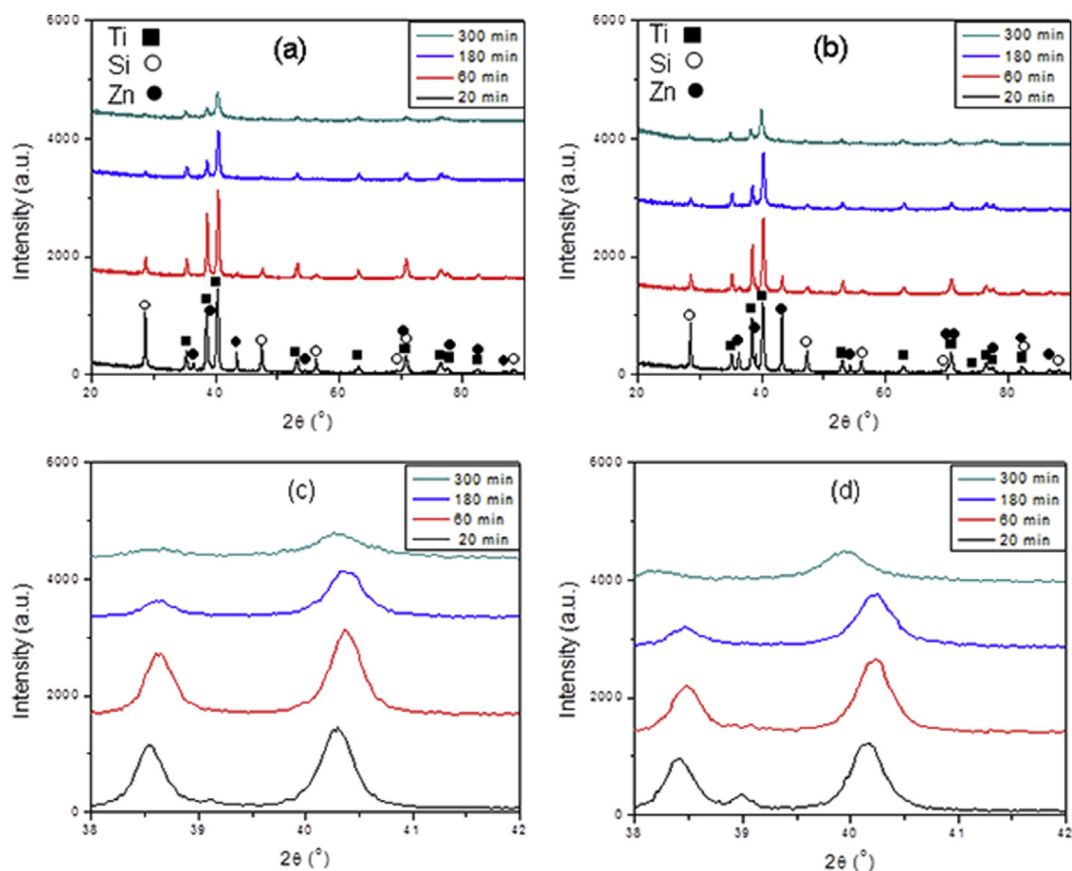 (a)
Ti ■
Si ○
Zn ●
300 min
180 min
60 min
20 min
Intensity (a.u.)
6000
4000
2000
0
20
40
60
80
2θ (°)
(b)
Ti ■
Si ○
Zn ●
300 min
180 min
60 min
20 min
Intensity (a.u.)
6000
4000
2000
0
20
40
60
80
2θ (°)
(c)
300 min
180 min
60 min
20 min
Intensity (a.u.)
6000
4000
2000
0
38
39
40
41
42
2θ (°)
(d)
300 min
180 min
60 min
20 min
Intensity (a.u.)
6000
4000
2000
0
38
39
40
41
42
2θ (°)